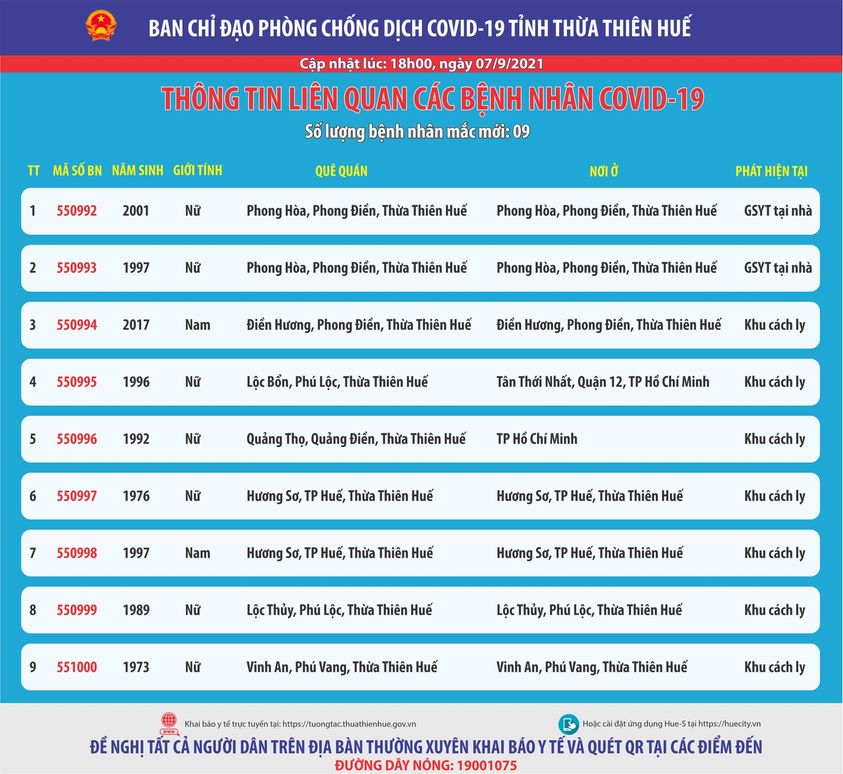 BAN CHỈ ĐẠO PHÒNG CHỐNG DỊCH COVID-19 TỈNH THỪA THIÊN HUẾ
Cập nhật lúc: 18h00, ngày 07/9/2021
THÔNG TIN LIÊN QUAN CÁC BỆNH NHÂN COVID-19
Số lượng bệnh nhân mắc mới: 09
TT MÃ SỐ BN NĂM SINH GIỚI TÍNH QUÊ QUÁN NƠI Ở PHÁT HIỆN TẠI
1 550992 2001 Nữ Phong Hòa, Phong Điền, Thừa Thiên Huế Phong Hòa, Phong Điền, Thừa Thiên Huế GSYT tại nhà
2 550993 1997 Nữ Phong Hòa, Phong Điền, Thừa Thiên Huế Phong Hòa, Phong Điền, Thừa Thiên Huế GSYT tại nhà
3 550994 2017 Nam Điền Hương, Phong Điền, Thừa Thiên Huế Điền Hương, Phong Điền, Thừa Thiên Huế Khu cách ly
4 550995 1996 Nữ Lộc Bổn, Phú Lộc, Thừa Thiên Huế Tân Thới Nhất, Quận 12, TP Hồ Chí Minh Khu cách ly
5 550996 1992 Nữ Quảng Thọ, Quảng Điền, Thừa Thiên Huế TP Hồ Chí Minh Khu cách ly
6 550997 1976 Nữ Hương Sơ, TP Huế, Thừa Thiên Huế Hương Sơ, TP Huế, Thừa Thiên Huế Khu cách ly
7 550998 1997 Nam Hương Sơ, TP Huế, Thừa Thiên Huế Hương Sơ, TP Huế, Thừa Thiên Huế Khu cách ly
8 550999 1989 Nữ Lộc Thủy, Phú Lộc, Thừa Thiên Huế Lộc Thủy, Phú Lộc, Thừa Thiên Huế Khu cách ly
9 551000 1973 Nữ Vinh An, Phú Vang, Thừa Thiên Huế Vinh An, Phú Vang, Thừa Thiên Huế Khu cách ly
WWW Khai báo y tế trực tuyến tại: https://tuongtac.thuathienhue.gov.vn Hoặc cài đặt ứng dụng Hue-S tại https://huecity.vn
ĐỀ NGHỊ TẤT CẢ NGƯỜI DÂN TRÊN ĐỊA BÀN THƯỜNG XUYÊN KHAI BÁO Y TẾ VÀ QUÉT QR TẠI CÁC ĐIỂM ĐẾN
ĐƯỜNG DÂY NÓNG: 19001075